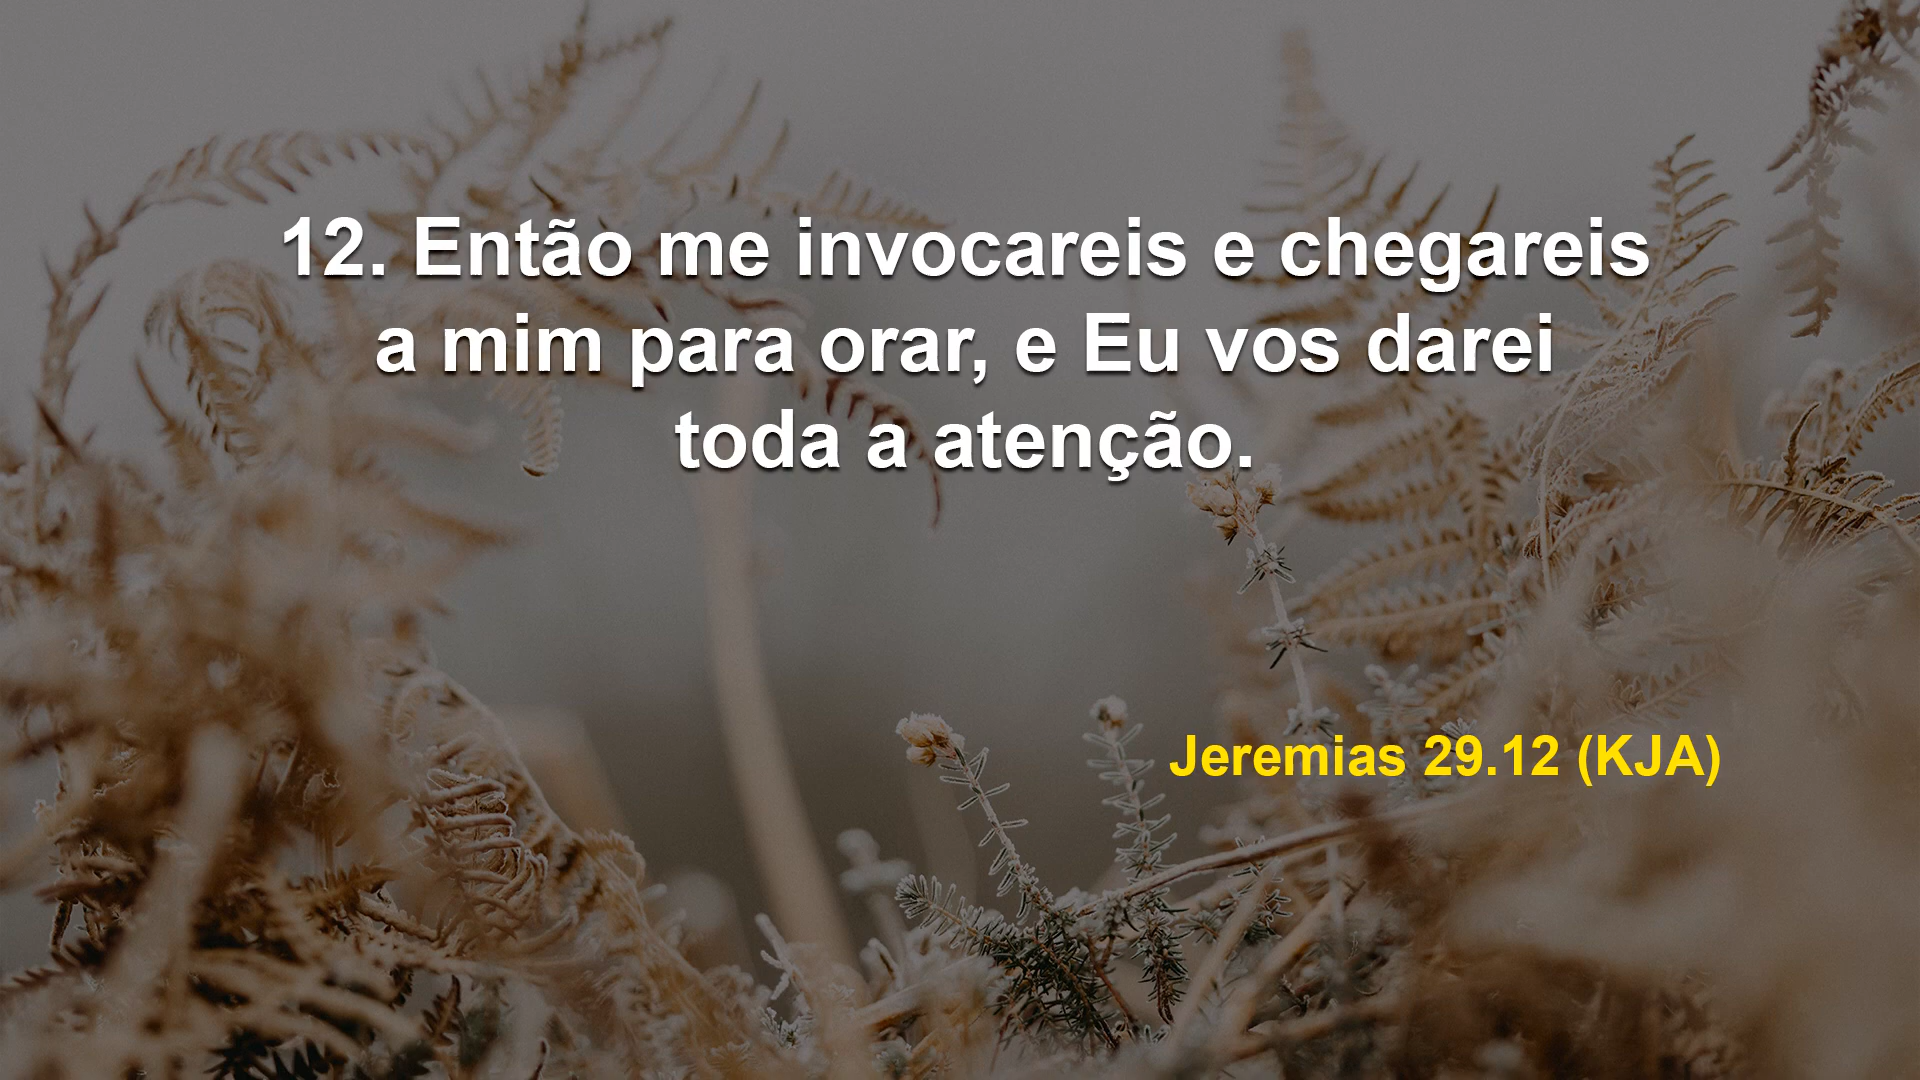 12. Então me invocareis e chegareis
a mim para orar, e Eu vos darei
toda a atenção.
Jeremias 29.12 (KJA)